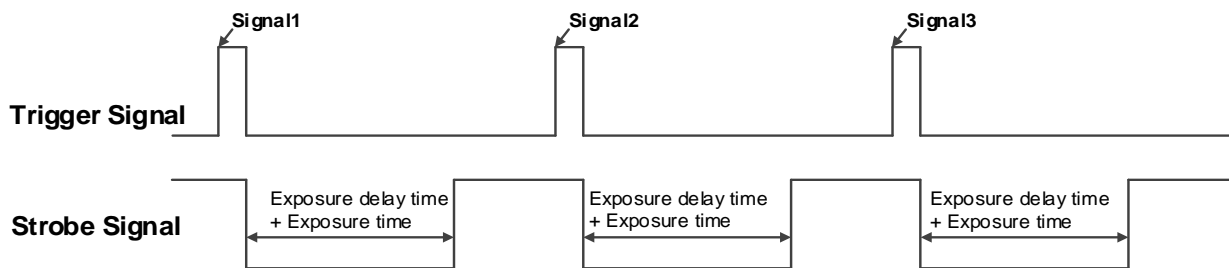 Signal1
Signal2
Signal3
Trigger Signal
Exposure delay time
+ Exposure time
Exposure delay time
+ Exposure time
Exposure delay time
+ Exposure time
Strobe Signal